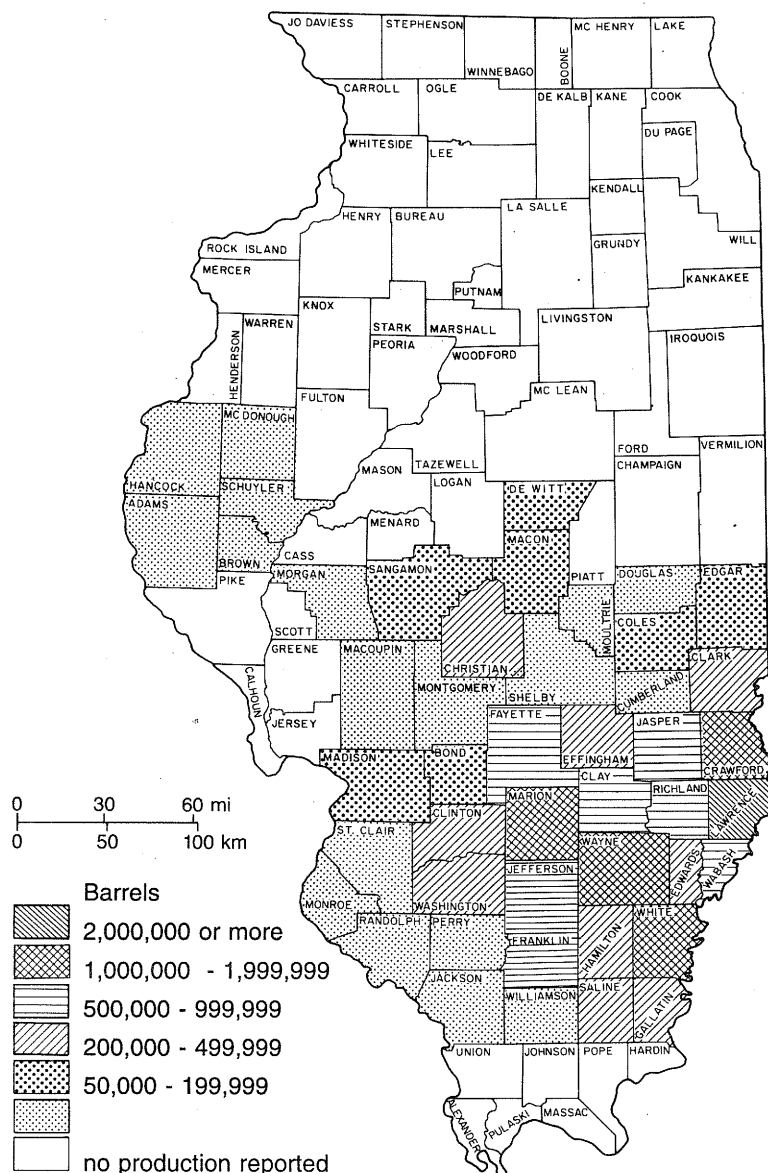 JO DAVIESS STEPHENSON WINNEBAGO BOONE MC HENRY LAKE
CARROLL OGLE DE KALB KANE COOK
DU PAGE
WHITESIDE LEE
KENDALL
HENRY BUREAU LA SALLE
ROCK ISLAND GRUNDY WILL
MERCER PUTNAM KANKAKEE
KNOX STARK MARSHALL LIVINGSTON
HENDERSON WARREN PEORIA WOODFORD IROQUOIS
FULTON MC LEAN
MC DONOUGH
MASON TAZEWELL FORD VERMILION
HANCOCK SCHUYLER LOGAN DE WITT CHAMPAIGN
ADAMS
MENARD MACON
BROWN CASS
PIKE MORGAN SANGAMON PIATT DOUGLAS EDGAR
SCOTT MOULTRIE COLES
GREENE MACOUPIN CHRISTIAN CLARK
CALHOUN MONTGOMERY SHELBY CUMBERLAND
JERSEY FAYETTE JASPER
MADISON BOND EFFINGHAM CRAWFORD
CLAY RICHLAND
MARION LAWRENCE
CLINTON
ST. CLAIR WAYNE
JEFFERSON EDWARDS WABASH
MONROE WASHINGTON
RANDOLPH PERRY HAMILTON WHITE
FRANKLIN
JACKSON SALINE
WILLIAMSON GALLATIN
UNION JOHNSON POPE HARDIN
ALEXANDER PULASKI MASSAC
0 30 60 mi
0 50 100 km
Barrels
2,000,000 or more
1,000,000 - 1,999,999
500,000 - 999,999
200,000 - 499,999
50,000 - 199,999
no production reported